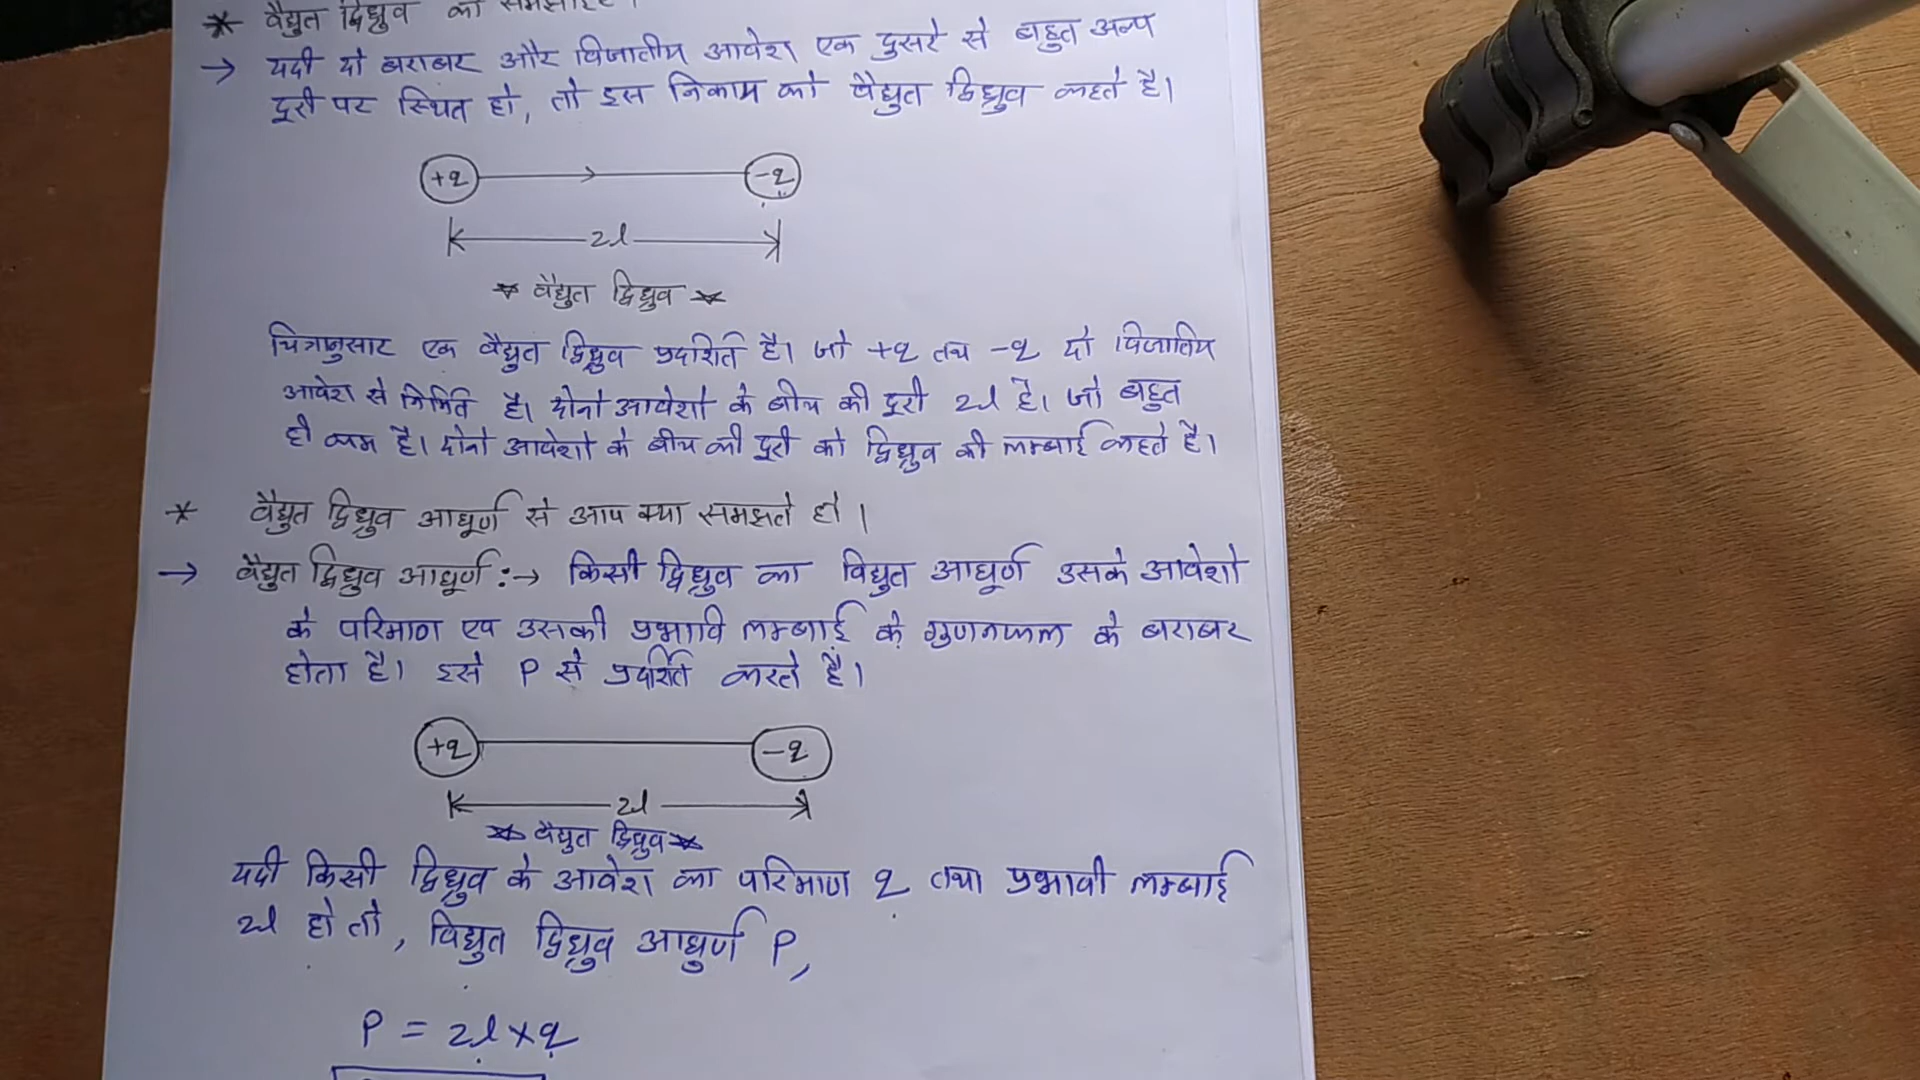 * वैद्युत द्विध्रुव को समझाइए।
→ यदी दो बराबर और विजातीय आवेश एक दुसरे से बहुत अल्प
दूरी पर स्थित हो, तो इस निकाय को वैद्युत द्विध्रुव कहते है।
+q -q
2l
* वैद्युत द्विध्रुव *
चित्रानुसार एक वैद्युत द्विध्रुव प्रदर्शित है। जो +q तथ -q दो विजातिय
आवेश से निर्मित है। दोनो आवेशो के बीच की दूरी 2l है। जो बहुत
ही कम है। दोनो आवेशो के बीच की दूरी को द्विध्रुव की लम्बाई कहते है।
* वैद्युत द्विध्रुव आघूर्ण से आप क्या समझते हो।
→ वैद्युत द्विध्रुव आघूर्ण :→ किसी द्विध्रुव का विद्युत आघूर्ण उसके आवेशो
के परिमाण एव उसकी प्रभावि लम्बाई के गुणनफल के बराबर
होता है। इसे P से प्रदर्शित करते है।
+q -q
2l
* वैद्युत द्विध्रुव *
यदी किसी द्विध्रुव के आवेश का परिमाण q तथा प्रभावी लम्बाई
2l हो तो, विद्युत द्विध्रुव आघुर्ण P,
P = 2l×q